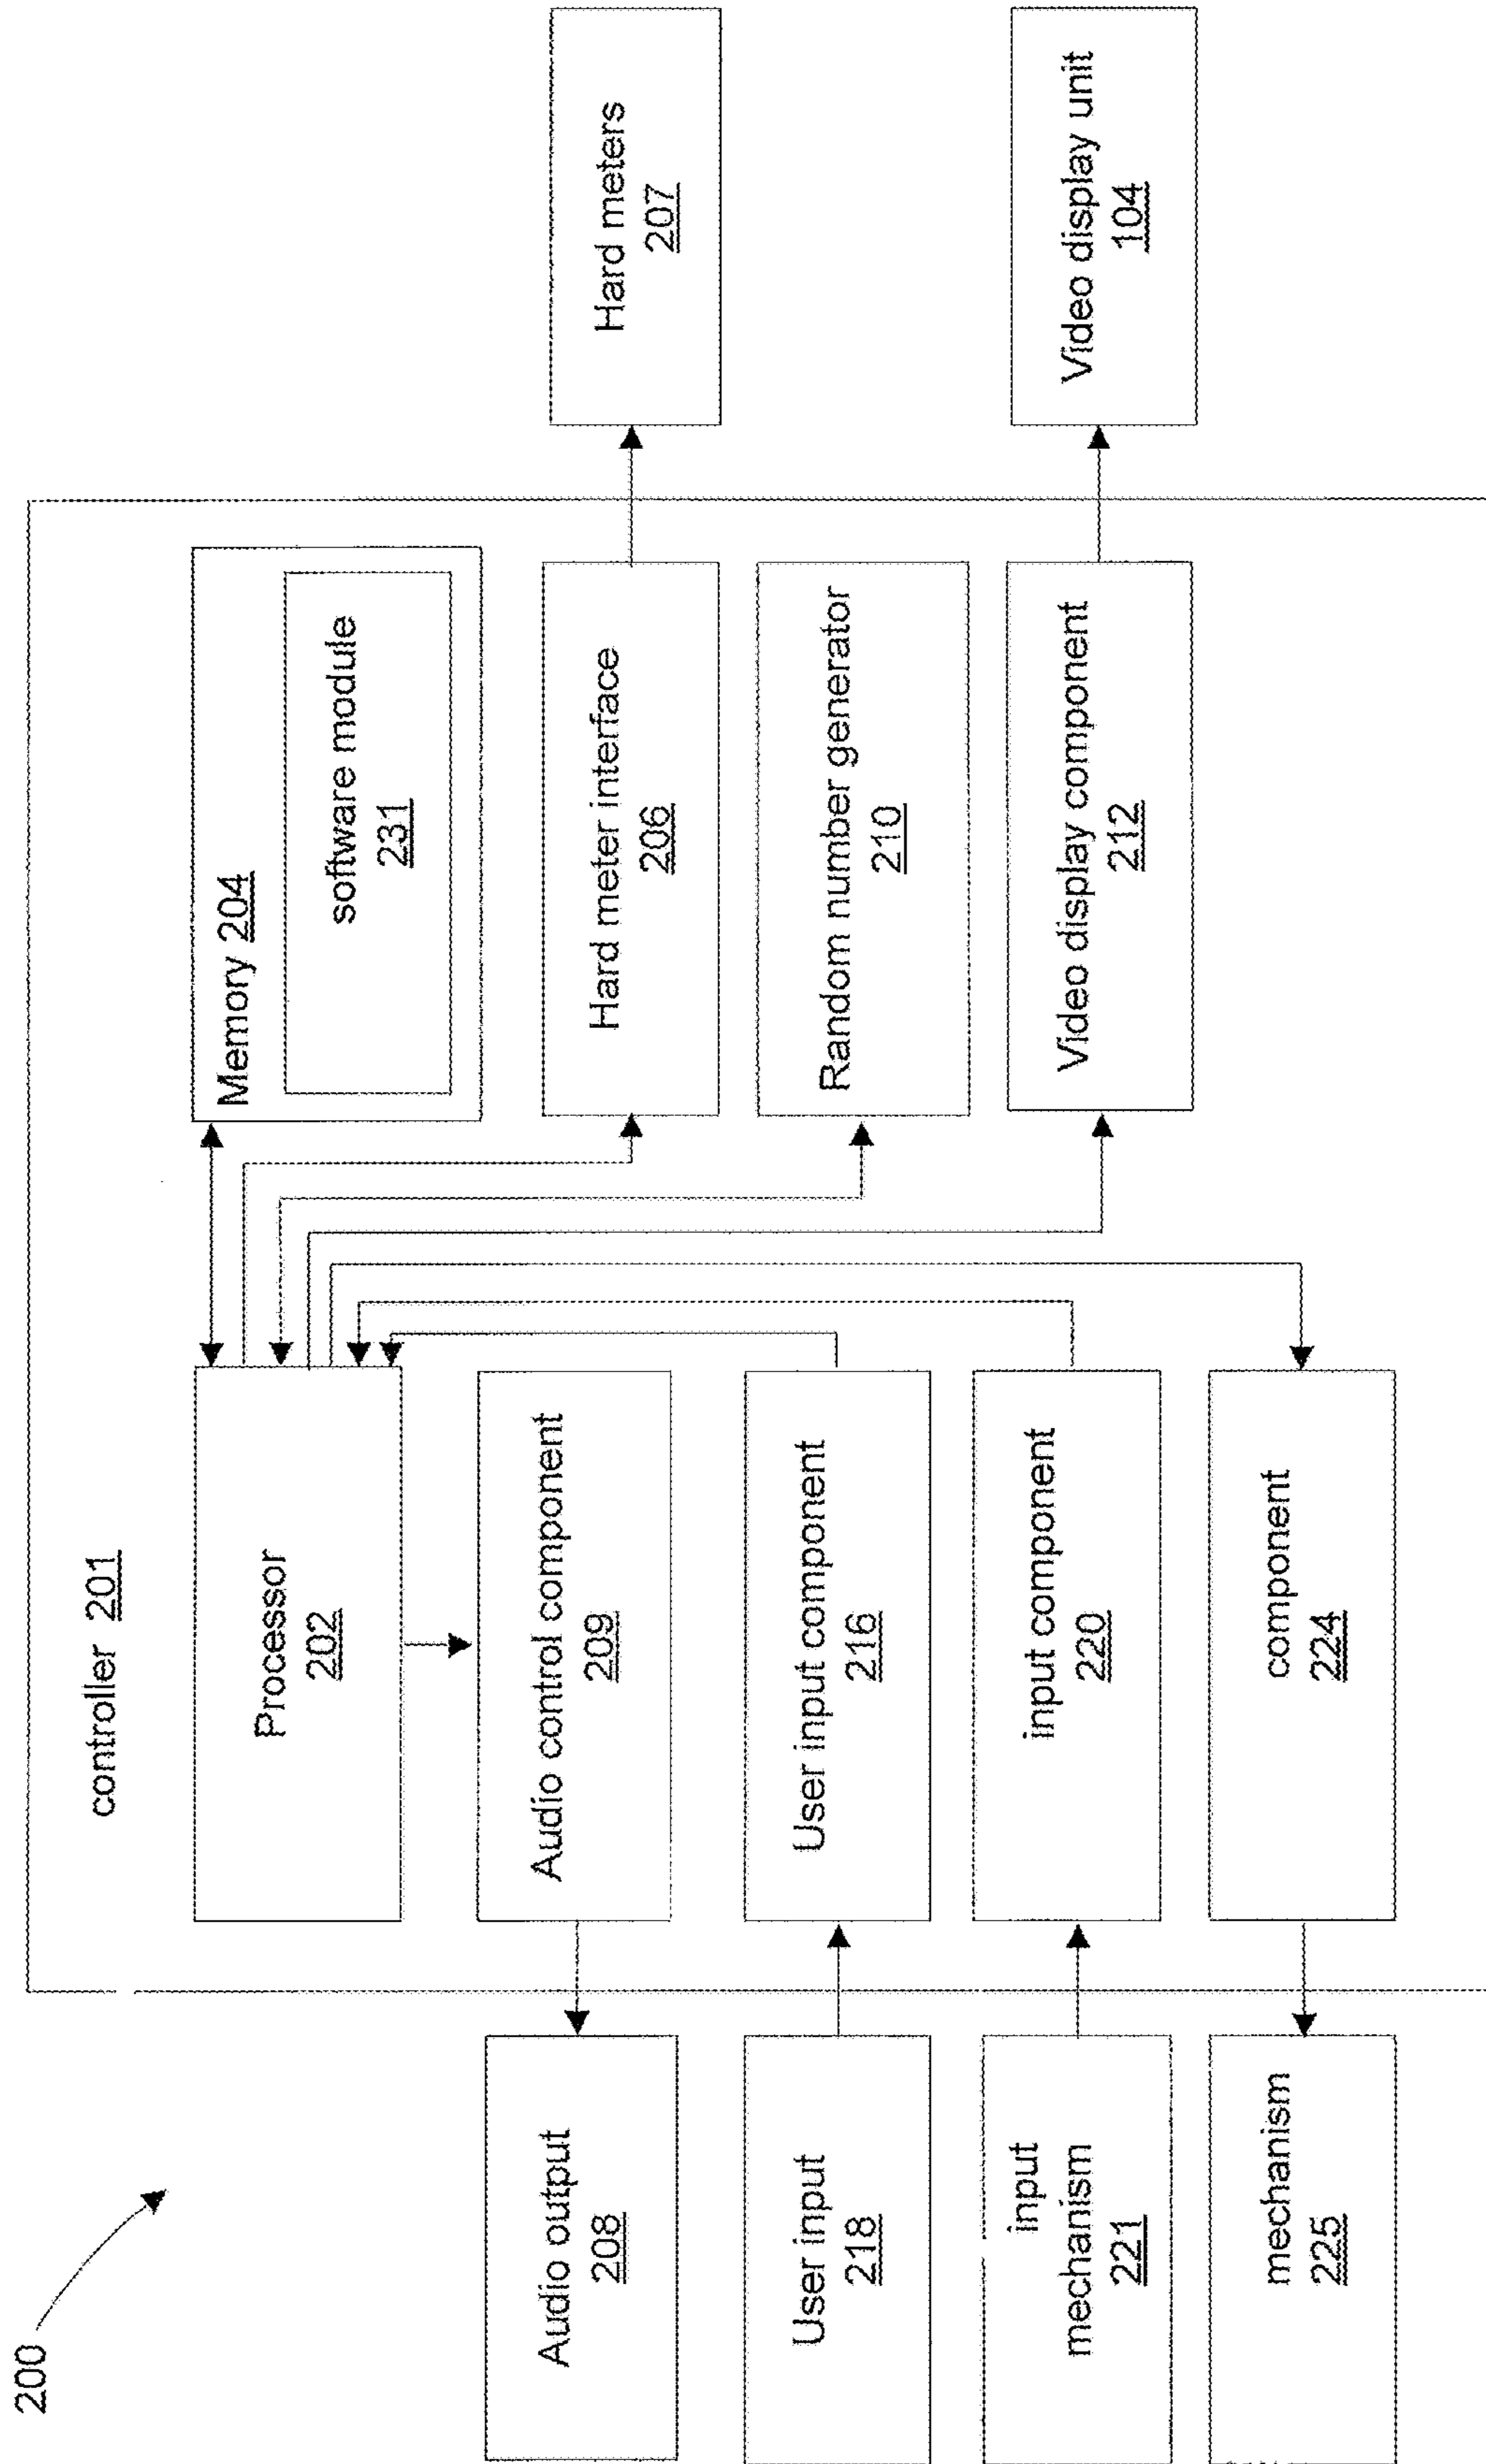 200
controller 201
Processor
202
Memory 204
software module
231
Audio output
208
Audio control component
209
Hard meter interface
206
Hard meters
207
User input
218
User input component
216
Random number generator
210
input
mechanism
221
input component
220
Video display component
212
Video display unit
104
mechanism
225
component
224